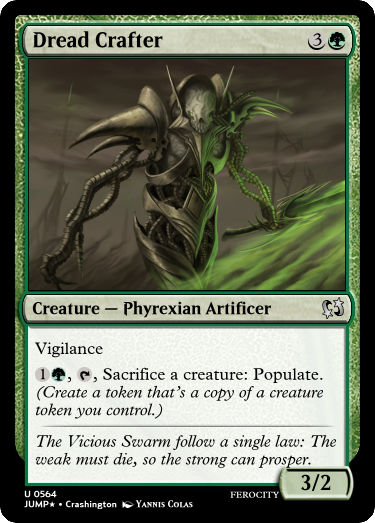 Dread Crafter 3
Creature — Phyrexian Artificer
Vigilance
1, , Sacrifice a creature: Populate.
(Create a token that's a copy of a creature
token you control.)
The Vicious Swarm follow a single law: The
weak must die, so the strong can prosper.
3/2
U 0564 FEROCITY
JUMP★ • Crashington Yannis Colas